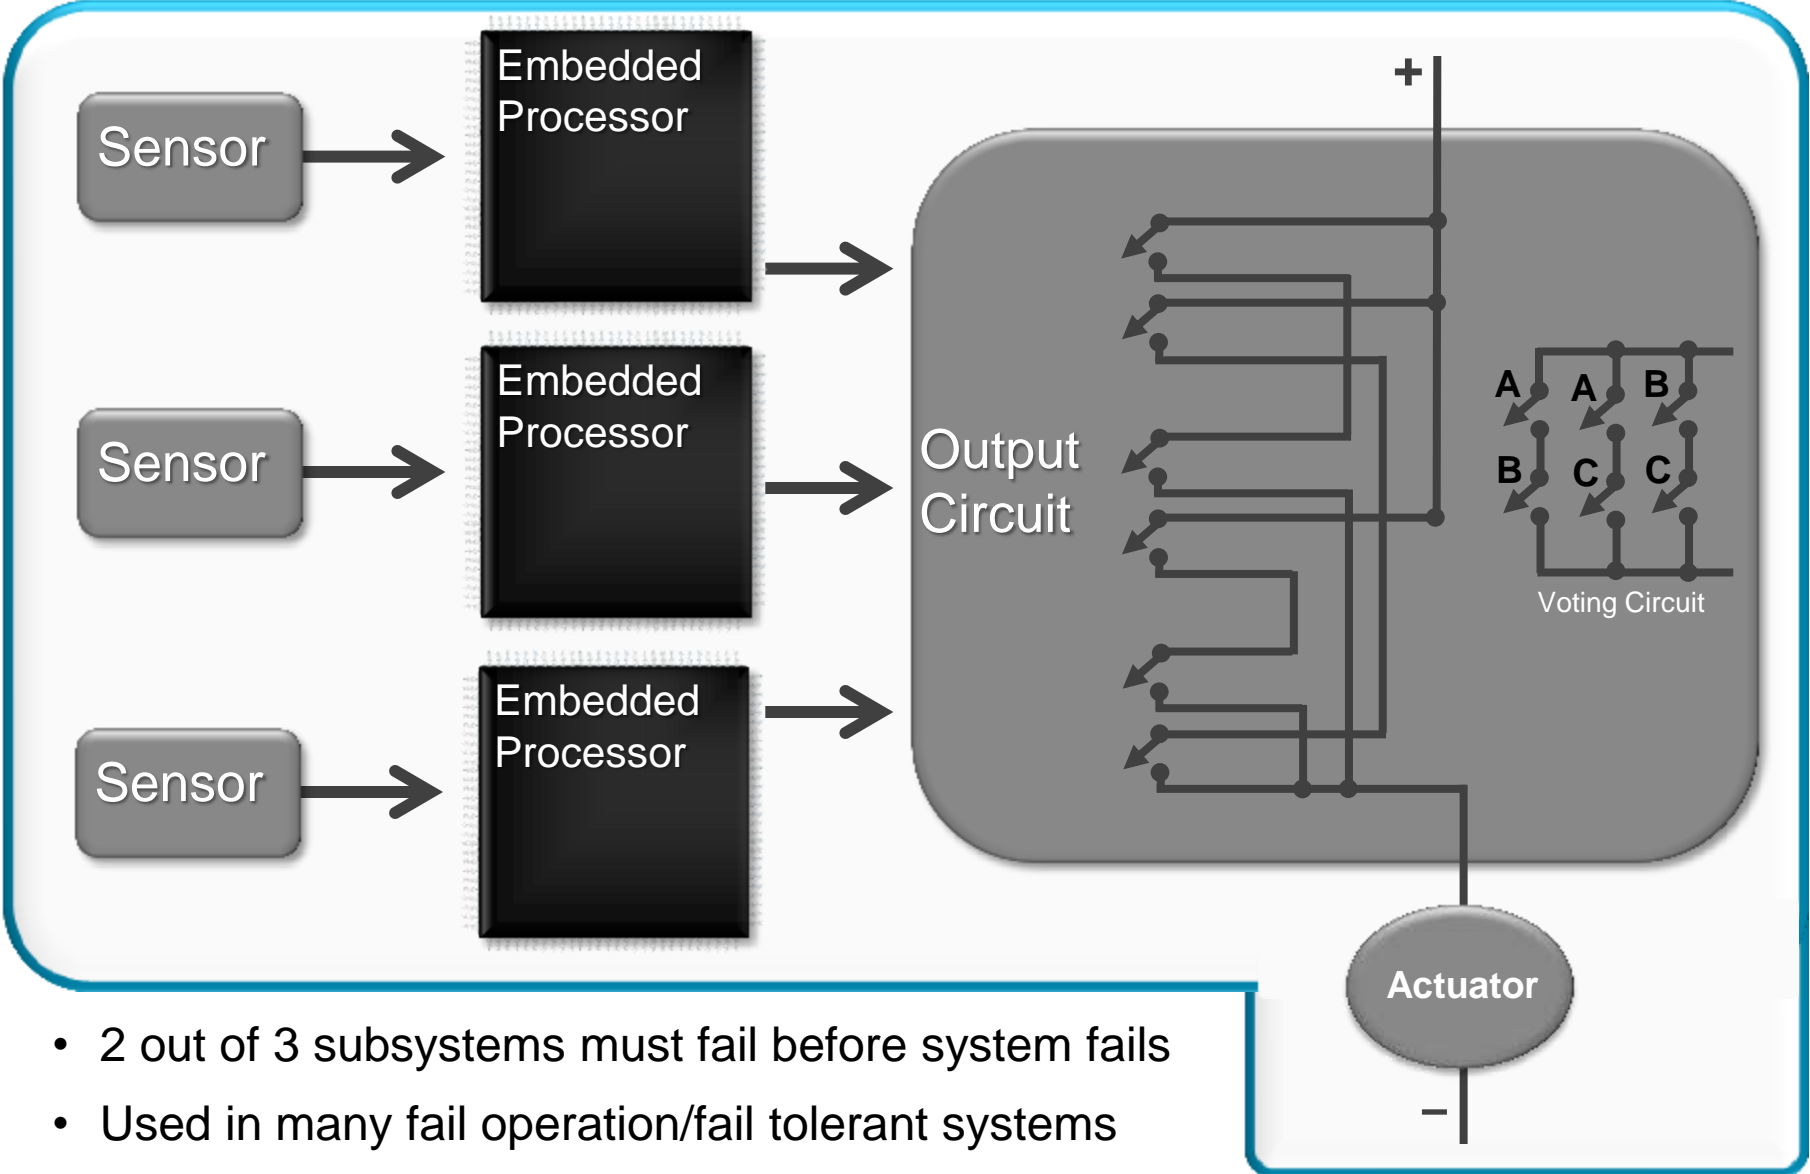 Sensor
Embedded
Processor
Sensor
Embedded
Processor
Sensor
Embedded
Processor
Output
Circuit
+
A A B
B C C
Voting Circuit
Actuator
–
• 2 out of 3 subsystems must fail before system fails
• Used in many fail operation/fail tolerant systems